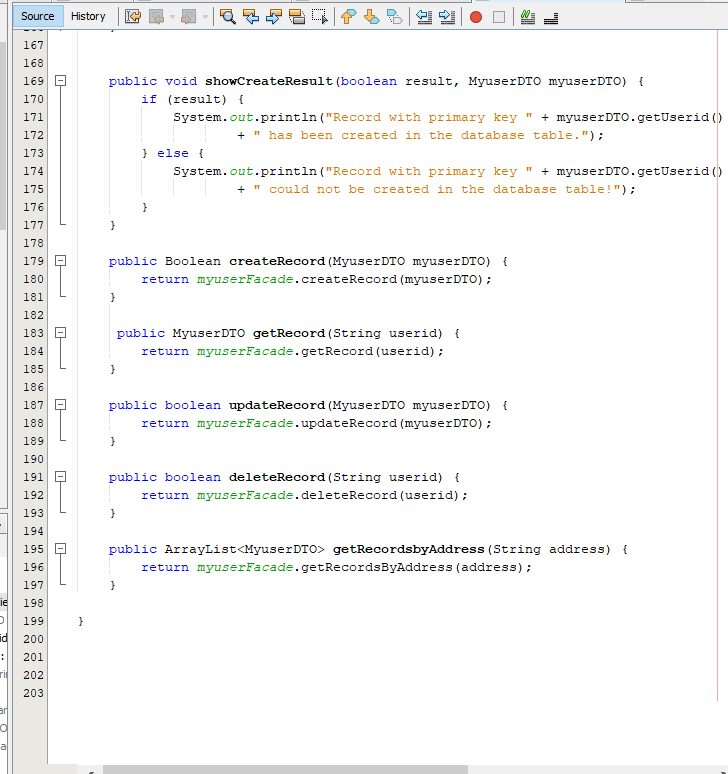 Source History
166 }
167
168
169 public void showCreateResult(boolean result, MyuserDTO myuserDTO) {
170 if (result) {
171 System.out.println("Record with primary key " + myuserDTO.getUserid()
172 + " has been created in the database table.");
173 } else {
174 System.out.println("Record with primary key " + myuserDTO.getUserid()
175 + " could not be created in the database table!");
176 }
177 }
178
179 public Boolean createRecord(MyuserDTO myuserDTO) {
180 return myuserFacade.createRecord(myuserDTO);
181 }
182
183 public MyuserDTO getRecord(String userid) {
184 return myuserFacade.getRecord(userid);
185 }
186
187 public boolean updateRecord(MyuserDTO myuserDTO) {
188 return myuserFacade.updateRecord(myuserDTO);
189 }
190
191 public boolean deleteRecord(String userid) {
192 return myuserFacade.deleteRecord(userid);
193 }
194
195 public ArrayList<MyuserDTO> getRecordsbyAddress(String address) {
196 return myuserFacade.getRecordsByAddress(address);
197 }
198
199 }
200
201
202
203